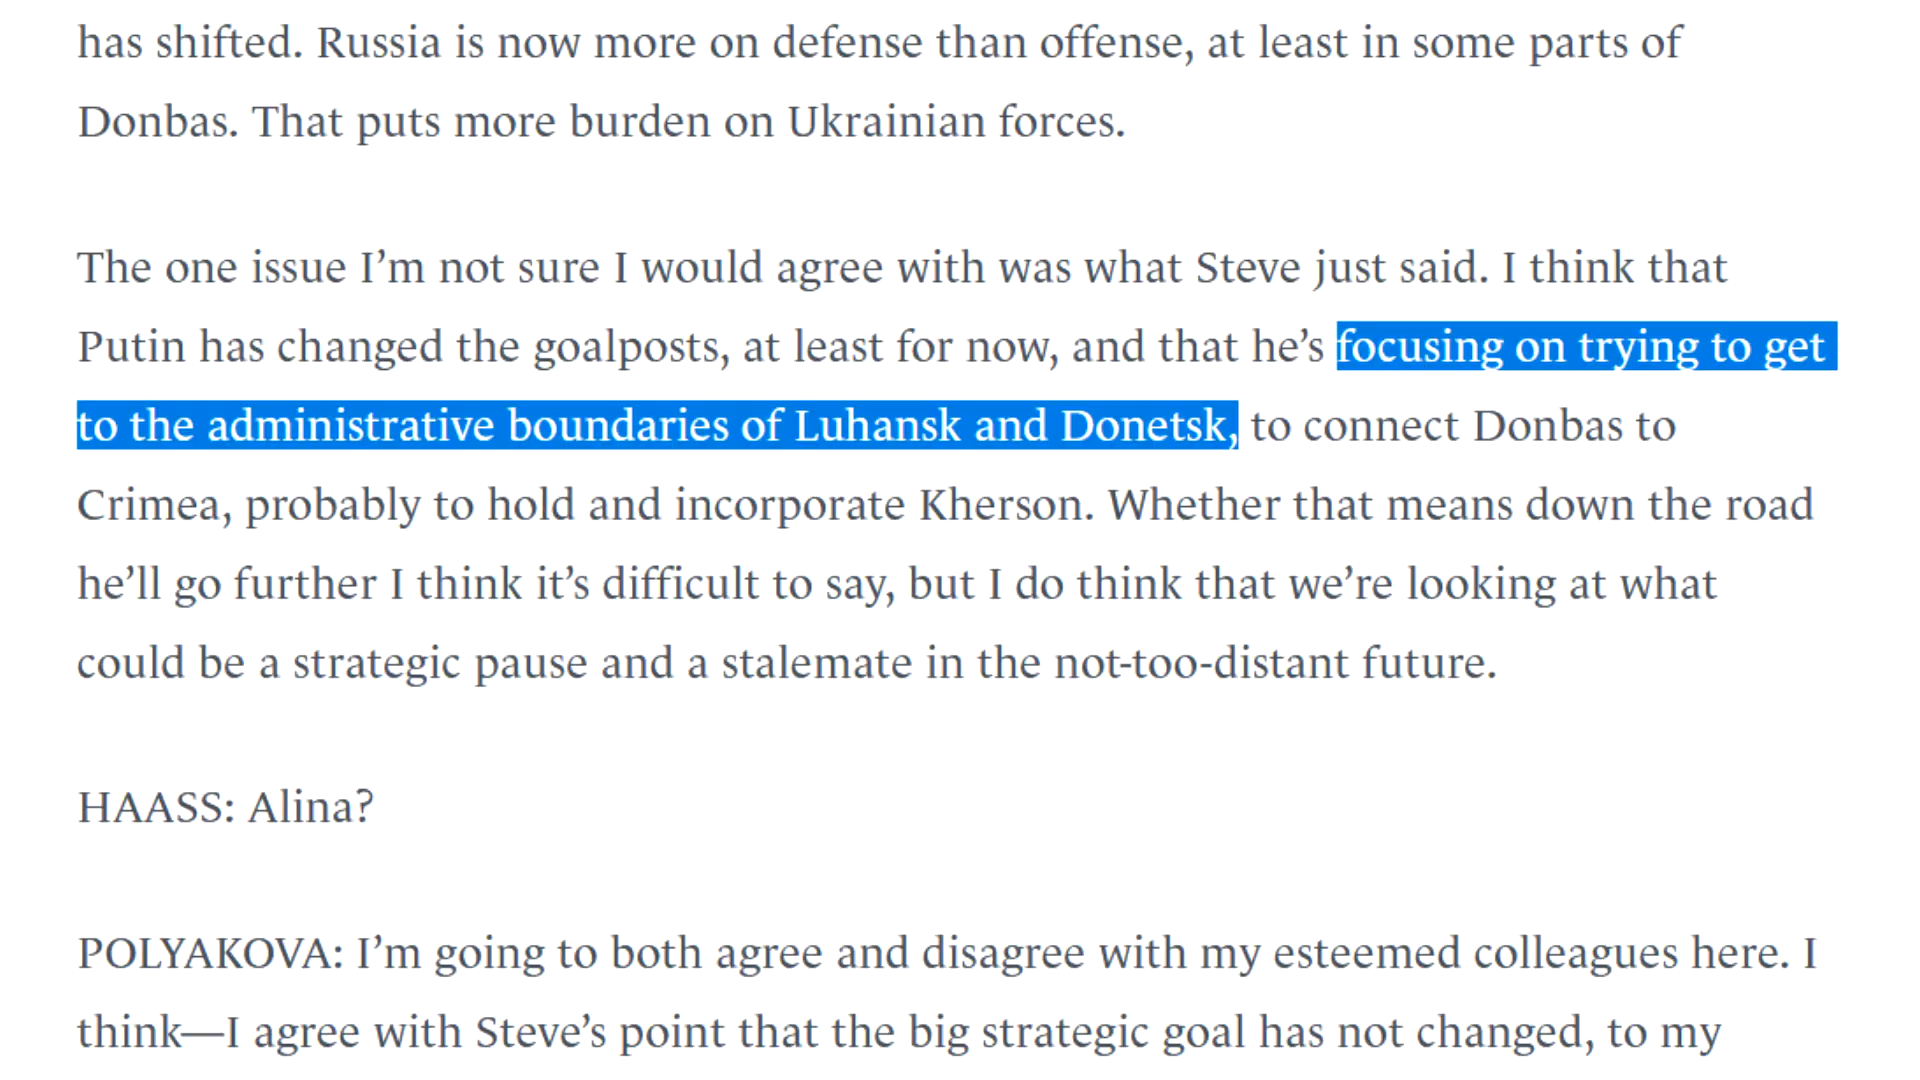 has shifted. Russia is now more on defense than offense, at least in some parts of
Donbas. That puts more burden on Ukrainian forces.
The one issue I’m not sure I would agree with was what Steve just said. I think that
Putin has changed the goalposts, at least for now, and that he’s focusing on trying to get
to the administrative boundaries of Luhansk and Donetsk, to connect Donbas to
Crimea, probably to hold and incorporate Kherson. Whether that means down the road
he’ll go further I think it’s difficult to say, but I do think that we’re looking at what
could be a strategic pause and a stalemate in the not-too-distant future.
HAASS: Alina?
POLYAKOVA: I’m going to both agree and disagree with my esteemed colleagues here. I
think—I agree with Steve’s point that the big strategic goal has not changed, to my